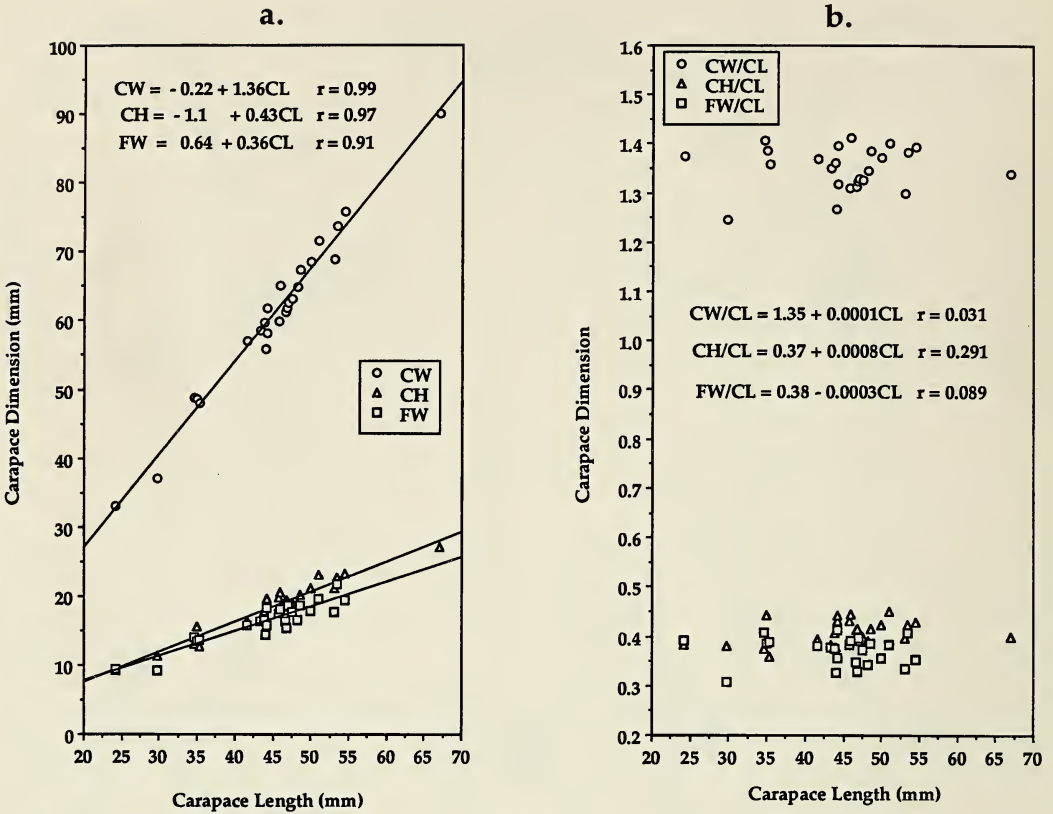 a.
100
90
80
70
60
50
40
30
20
10
0
Carapace Dimension (mm)
CW = - 0.22 + 1.36CL r = 0.99
CH = - 1.1 + 0.43CL r = 0.97
FW = 0.64 + 0.36CL r = 0.91
CW
CH
FW
20 25 30 35 40 45 50 55 60 65 70
Carapace Length (mm)
b.
1.6
1.5
1.4
1.3
1.2
1.1
1.0
0.9
0.8
0.7
0.6
0.5
0.4
0.3
0.2
Carapace Dimension
CW/CL
CH/CL
FW/CL
CW/CL = 1.35 + 0.0001CL r = 0.031
CH/CL = 0.37 + 0.0008CL r = 0.291
FW/CL = 0.38 - 0.0003CL r = 0.089
20 25 30 35 40 45 50 55 60 65 70
Carapace Length (mm)